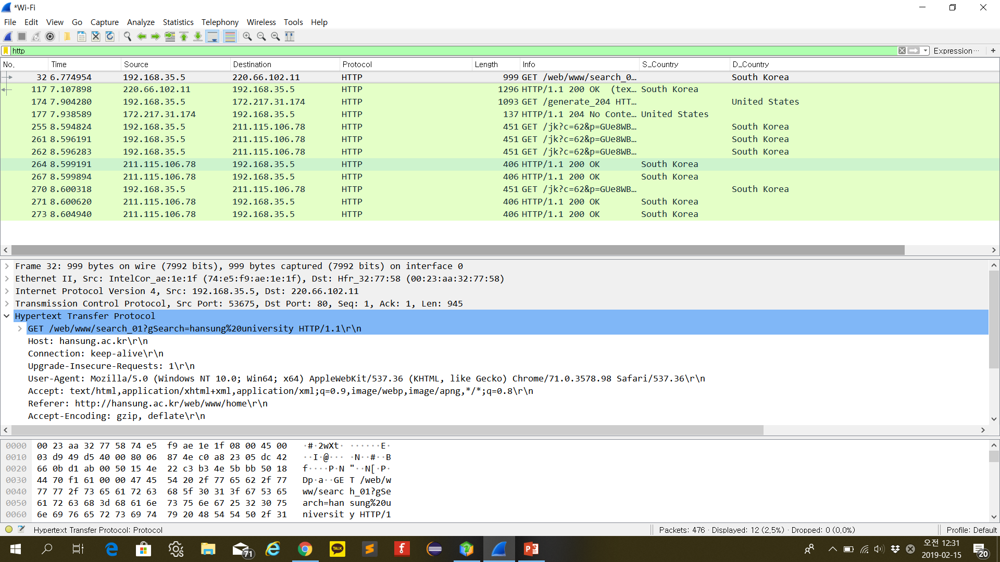 *Wi-Fi
File Edit View Go Capture Analyze Statistics Telephony Wireless Tools Help
http Expression… +
No. Time Source Destination Protocol Length Info S_Country D_Country
32 6.774954 192.168.35.5 220.66.102.11 HTTP 999 GET /web/www/search_0… South Korea
117 7.107898 220.66.102.11 192.168.35.5 HTTP 1296 HTTP/1.1 200 OK (tex… South Korea
174 7.904280 192.168.35.5 172.217.31.174 HTTP 1093 GET /generate_204 HTT… United States
177 7.938589 172.217.31.174 192.168.35.5 HTTP 137 HTTP/1.1 204 No Conte… United States
255 8.594824 192.168.35.5 211.115.106.78 HTTP 451 GET /jk?c=62&p=GUe8WB… South Korea
261 8.596191 192.168.35.5 211.115.106.78 HTTP 451 GET /jk?c=62&p=GUe8WB… South Korea
262 8.596283 192.168.35.5 211.115.106.78 HTTP 451 GET /jk?c=62&p=GUe8WB… South Korea
264 8.599191 211.115.106.78 192.168.35.5 HTTP 406 HTTP/1.1 200 OK South Korea
267 8.599894 211.115.106.78 192.168.35.5 HTTP 406 HTTP/1.1 200 OK South Korea
270 8.600318 192.168.35.5 211.115.106.78 HTTP 451 GET /jk?c=62&p=GUe8WB… South Korea
271 8.600620 211.115.106.78 192.168.35.5 HTTP 406 HTTP/1.1 200 OK South Korea
273 8.604940 211.115.106.78 192.168.35.5 HTTP 406 HTTP/1.1 200 OK South Korea
Frame 32: 999 bytes on wire (7992 bits), 999 bytes captured (7992 bits) on interface 0
Ethernet II, Src: IntelCor_ae:1e:1f (74:e5:f9:ae:1e:1f), Dst: Hfr_32:77:58 (00:23:aa:32:77:58)
Internet Protocol Version 4, Src: 192.168.35.5, Dst: 220.66.102.11
Transmission Control Protocol, Src Port: 53675, Dst Port: 80, Seq: 1, Ack: 1, Len: 945
Hypertext Transfer Protocol
GET /web/www/search_01?gSearch=hansung%20university HTTP/1.1\r\n
Host: hansung.ac.kr\r\n
Connection: keep-alive\r\n
Upgrade-Insecure-Requests: 1\r\n
User-Agent: Mozilla/5.0 (Windows NT 10.0; Win64; x64) AppleWebKit/537.36 (KHTML, like Gecko) Chrome/71.0.3578.98 Safari/537.36\r\n
Accept: text/html,application/xhtml+xml,application/xml;q=0.9,image/webp,image/apng,*/*;q=0.8\r\n
Referer: http://hansung.ac.kr/web/www/home\r\n
Accept-Encoding: gzip, deflate\r\n
0000 00 23 aa 32 77 58 74 e5 f9 ae 1e 1f 08 00 45 00 ·#·2wXt· ······E·
0010 03 d9 49 d5 40 00 80 06 87 4e c0 a8 23 05 dc 42 ··I·@··· ·N··#··B
0020 66 0b d1 ab 00 50 15 4e 22 c3 b3 4e 5b bb 50 18 f····P·N "··N[·P·
0030 44 70 f1 61 00 00 47 45 54 20 2f 77 65 62 2f 77 Dp·a··GE T /web/w
0040 77 77 2f 73 65 61 72 63 68 5f 30 31 3f 67 53 65 ww/searc h_01?gSe
0050 61 72 63 68 3d 68 61 6e 73 75 6e 67 25 32 30 75 arch=han sung%20u
0060 6e 69 76 65 72 73 69 74 79 20 48 54 54 50 2f 31 niversit y HTTP/1
Hypertext Transfer Protocol: Protocol Packets: 476 · Displayed: 12 (2.5%) · Dropped: 0 (0.0%) Profile: Default
71 TALK 오전 12:31
2019-02-15 20